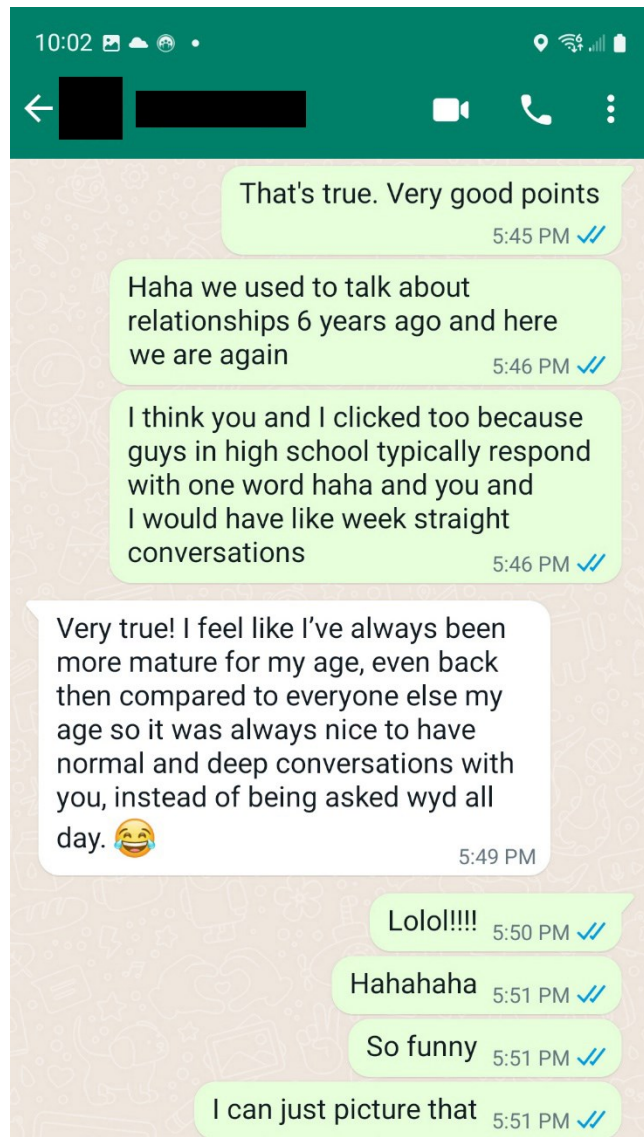 10:02
That's true. Very good points
5:45 PM
Haha we used to talk about
relationships 6 years ago and here
we are again
5:46 PM
I think you and I clicked too because
guys in high school typically respond
with one word haha and you and
I would have like week straight
conversations
5:46 PM
Very true! I feel like I’ve always been
more mature for my age, even back
then compared to everyone else my
age so it was always nice to have
normal and deep conversations with
you, instead of being asked wyd all
day. 😂
5:49 PM
Lolol!!!! 5:50 PM
Hahahaha 5:51 PM
So funny 5:51 PM
I can just picture that 5:51 PM